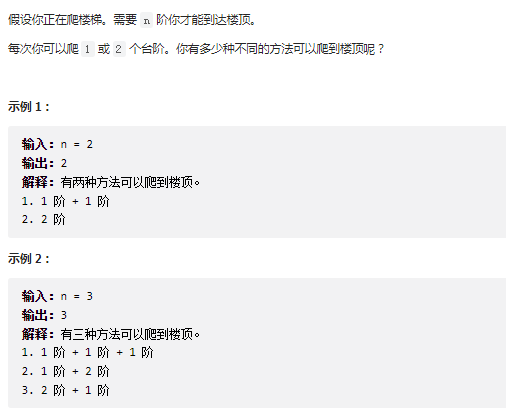 假设你正在爬楼梯。需要 n 阶你才能到达楼顶。
每次你可以爬 1 或 2 个台阶。你有多少种不同的方法可以爬到楼顶呢？
示例 1：
输入：n = 2
输出：2
解释：有两种方法可以爬到楼顶。
1. 1 阶 + 1 阶
2. 2 阶
示例 2：
输入：n = 3
输出：3
解释：有三种方法可以爬到楼顶。
1. 1 阶 + 1 阶 + 1 阶
2. 1 阶 + 2 阶
3. 2 阶 + 1 阶